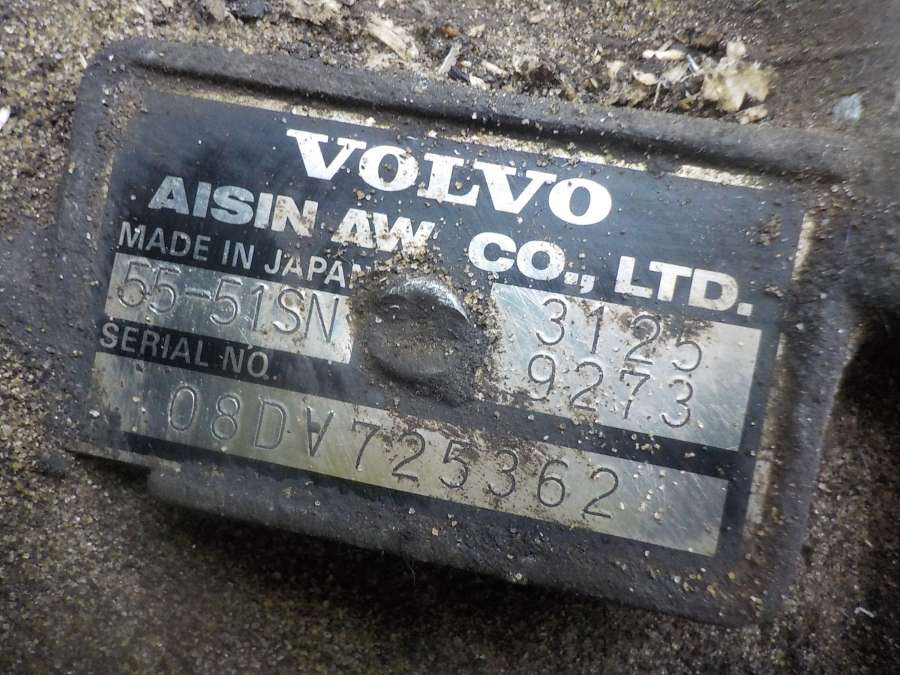 VOLVO
AISIN AW CO., LTD.
MADE IN JAPAN
55-51SN 3125
9273
SERIAL NO.
08DV725362